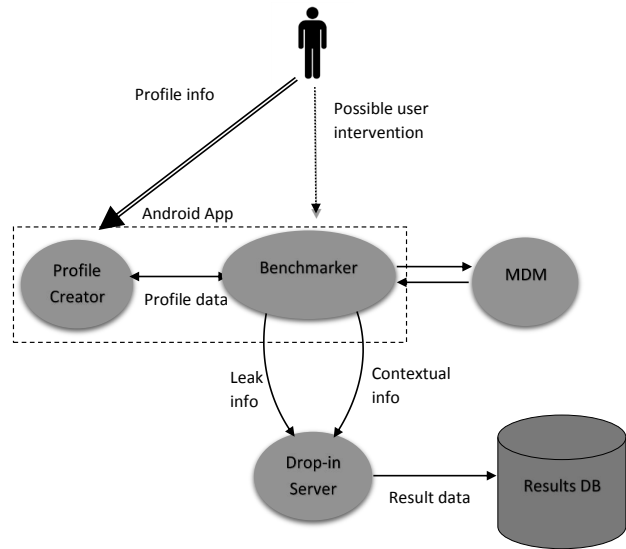 Profile info
Possible user
intervention
Android App
Profile
Creator
Profile data
Benchmarker
MDM
Leak
info
Contextual
info
Drop-in
Server
Result data
Results DB